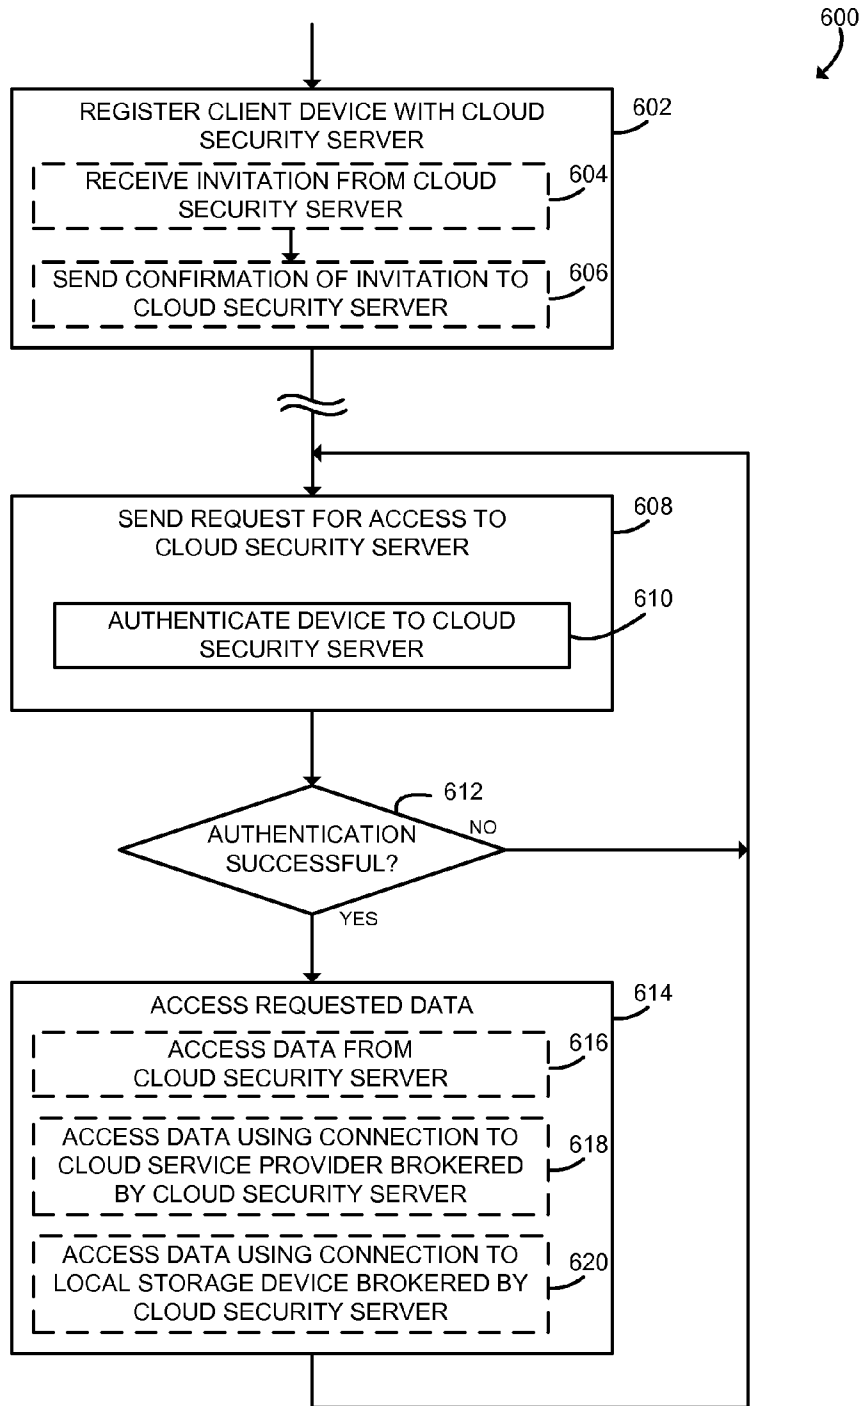 600
REGISTER CLIENT DEVICE WITH CLOUD
SECURITY SERVER
602
RECEIVE INVITATION FROM CLOUD
SECURITY SERVER
604
SEND CONFIRMATION OF INVITATION TO
CLOUD SECURITY SERVER
606
SEND REQUEST FOR ACCESS TO
CLOUD SECURITY SERVER
608
AUTHENTICATE DEVICE TO CLOUD
SECURITY SERVER
610
612
AUTHENTICATION
SUCCESSFUL?
NO
YES
ACCESS REQUESTED DATA
614
ACCESS DATA FROM
CLOUD SECURITY SERVER
616
ACCESS DATA USING CONNECTION TO
CLOUD SERVICE PROVIDER BROKERED
BY CLOUD SECURITY SERVER
618
ACCESS DATA USING CONNECTION TO
LOCAL STORAGE DEVICE BROKERED BY
CLOUD SECURITY SERVER
620